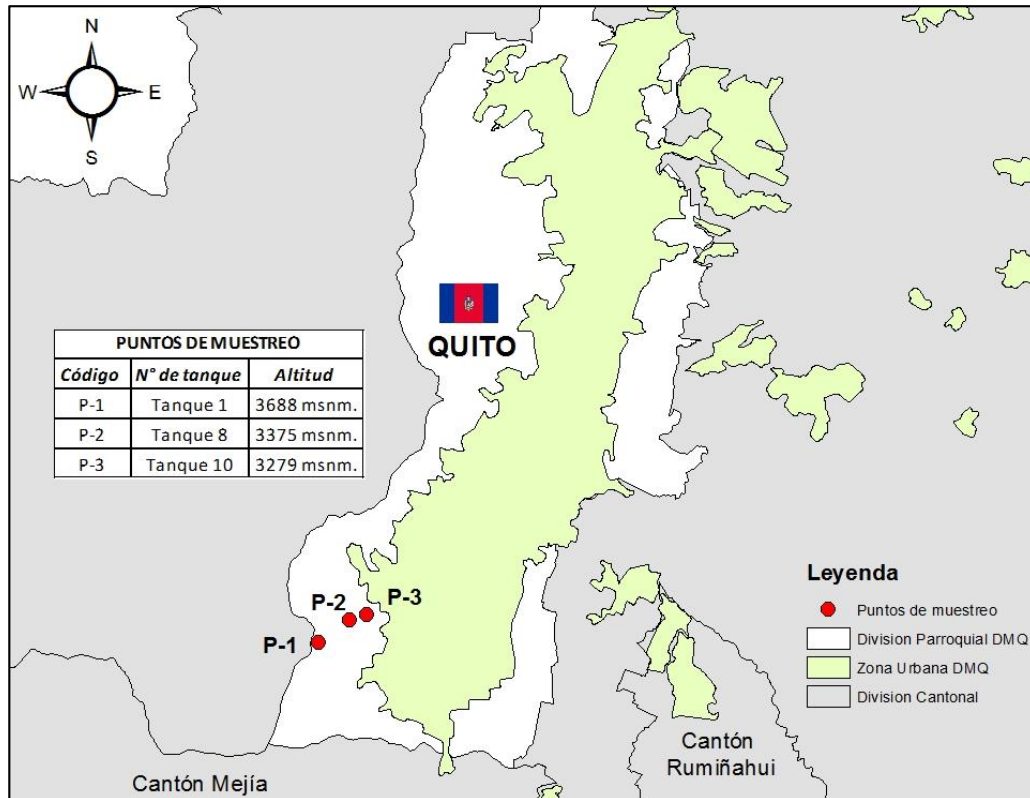 N
W E
S
QUITO
PUNTOS DE MUESTREO
Código N° de tanque Altitud
P-1 Tanque 1 3688 msnm.
P-2 Tanque 8 3375 msnm.
P-3 Tanque 10 3279 msnm.
P-3
P-2
P-1
Leyenda
Puntos de muestreo
Division Parroquial DMQ
Zona Urbana DMQ
Division Cantonal
Cantón
Rumiñahui
Cantón Mejía